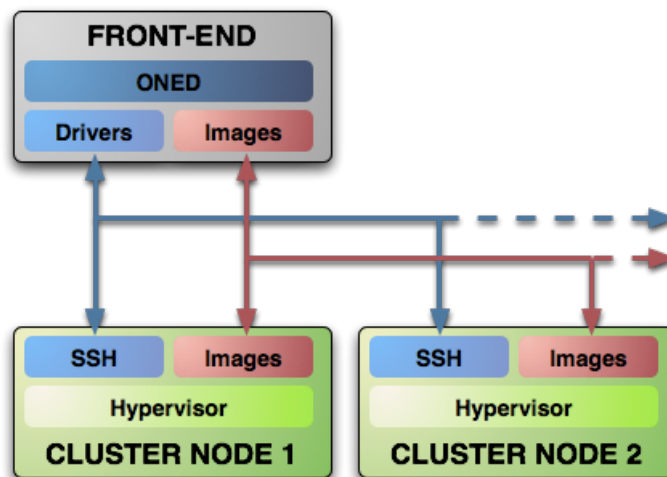 FRONT-END
ONED
Drivers Images
SSH Images
Hypervisor
CLUSTER NODE 1
SSH Images
Hypervisor
CLUSTER NODE 2